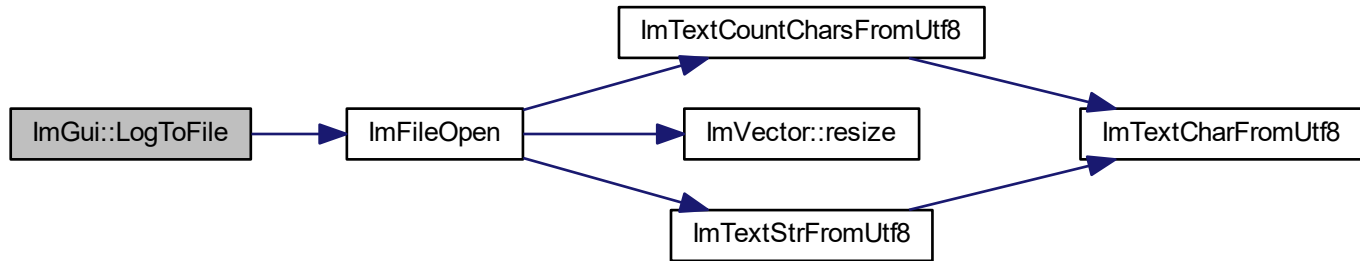 ImGui::LogToFile
ImFileOpen
ImTextCountCharsFromUtf8
ImVector::resize
ImTextStrFromUtf8
ImTextCharFromUtf8